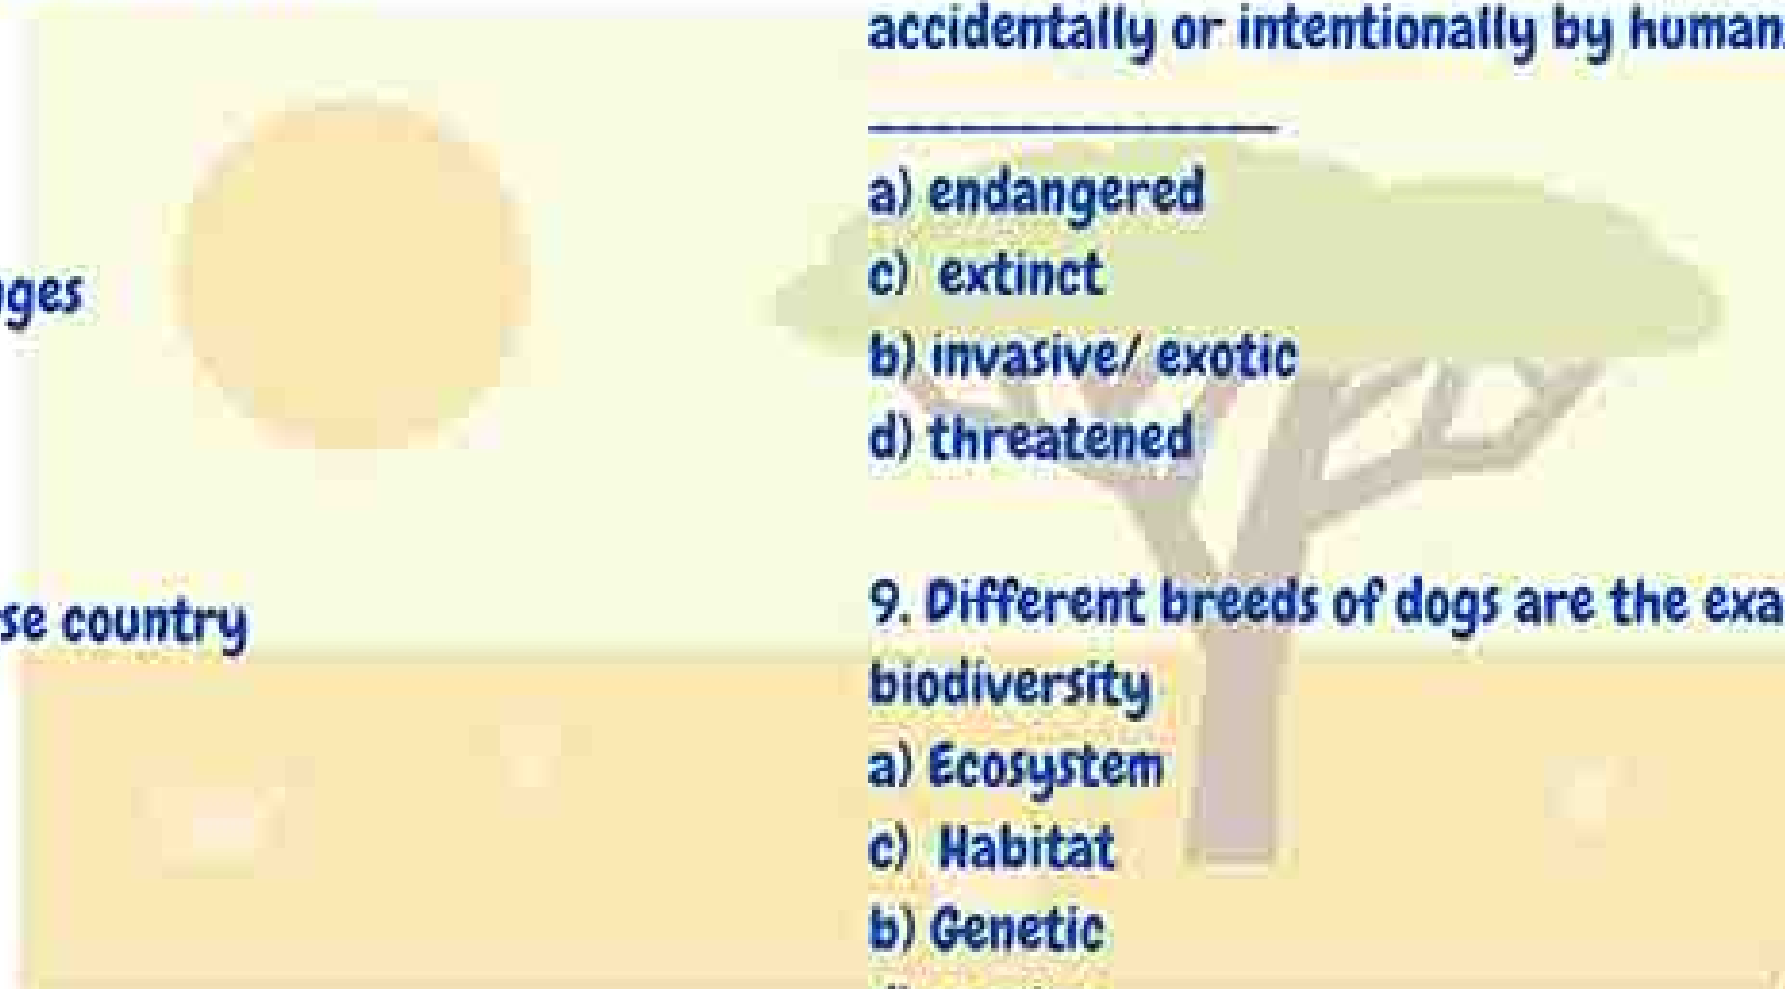 accidentally or intentionally by human
a) endangered
c) extinct
b) invasive/ exotic
d) threatened
se country
9. Different breeds of dogs are the exa
biodiversity
a) Ecosystem
c) Habitat
b) Genetic